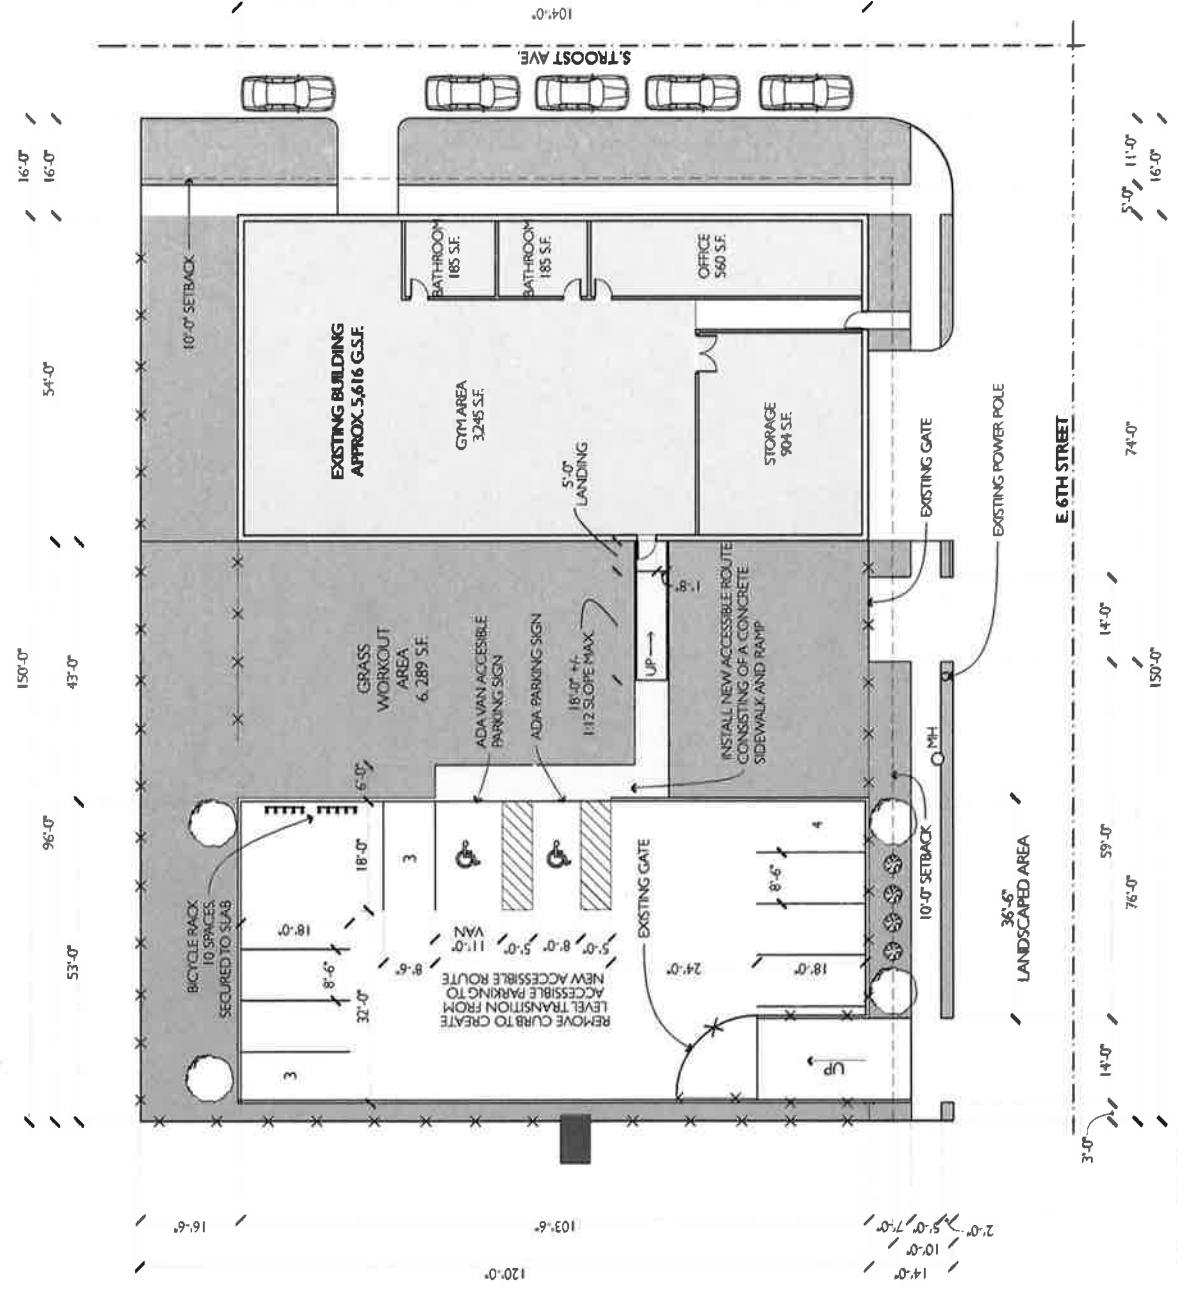 104'-0"
S. TROOST AVE.
16'-0"
16'-0"
11'-0"
5'-0"
16'-0"
10'-0" SETBACK
BATHROOM
185 S.F.
BATHROOM
185 S.F.
OFFICE
560 S.F.
EXISTING BUILDING
APPROX. 5,616 G.S.F.
GYM AREA
3,245 S.F.
STORAGE
904 S.F.
54'-0"
74'-0"
5'-0"
LANDING
EXISTING GATE
EXISTING POWER POLE
E. 6TH STREET
150'-0"
43'-0"
GRASS
WORKOUT
AREA
6, 289 S.F.
ADA VAN ACCESIBLE
PARKING SIGN
ADA PARKING SIGN
18'-0" +/-
1:12 SLOPE MAX.
UP
1'-8"
INSTALL NEW ACCESSIBLE ROUTE
CONSISTING OF A CONCRETE
SIDEWALK AND RAMP
14'-0"
150'-0"
MH
6'-0"
96'-0"
53'-0"
BICYCLE RACK
10 SPACES,
SECURED TO SLAB
18'-0"
18'-0"
8'-6"
32'-0"
3
3
VAN
11'-0"
5'-0"
8'-0"
5'-0"
8'-6"
REMOVE CURB TO CREATE
LEVEL TRANSITION FROM
ACCESSIBLE PARKING TO
NEW ACCESSIBLE ROUTE
EXISTING GATE
24'-0"
18'-0"
8'-6"
4
UP
10'-0" SETBACK
36'-6"
LANDSCAPED AREA
59'-0"
76'-0"
14'-0"
3'-0"
16'-6"
103'-6"
7'-0"
5'-0"
2'-0"
10'-0"
120'-0"
14'-0"